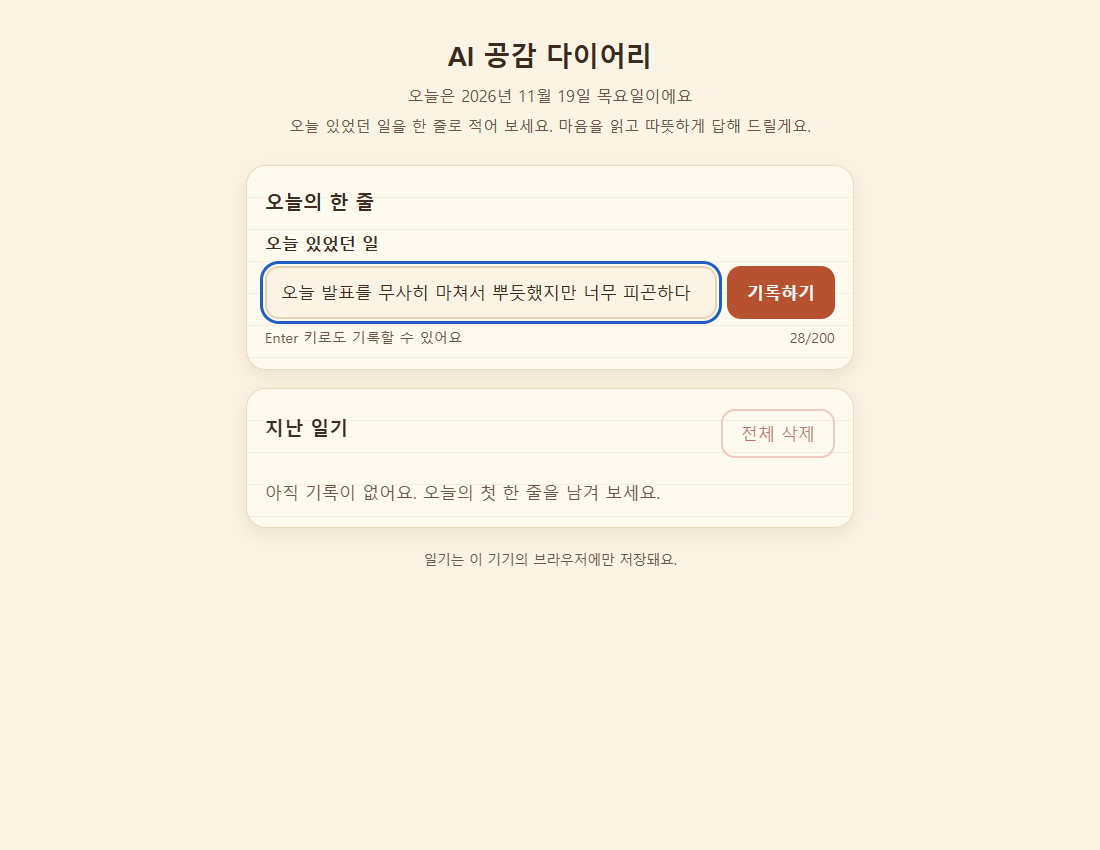 AI 공감 다이어리
오늘은 2026년 11월 19일 목요일이에요
오늘 있었던 일을 한 줄로 적어 보세요. 마음을 읽고 따뜻하게 답해 드릴게요.
오늘의 한 줄
오늘 있었던 일
오늘 발표를 무사히 마쳐서 뿌듯했지만 너무 피곤하다
기록하기
Enter 키로도 기록할 수 있어요
28/200
지난 일기
전체 삭제
아직 기록이 없어요. 오늘의 첫 한 줄을 남겨 보세요.
일기는 이 기기의 브라우저에만 저장돼요.